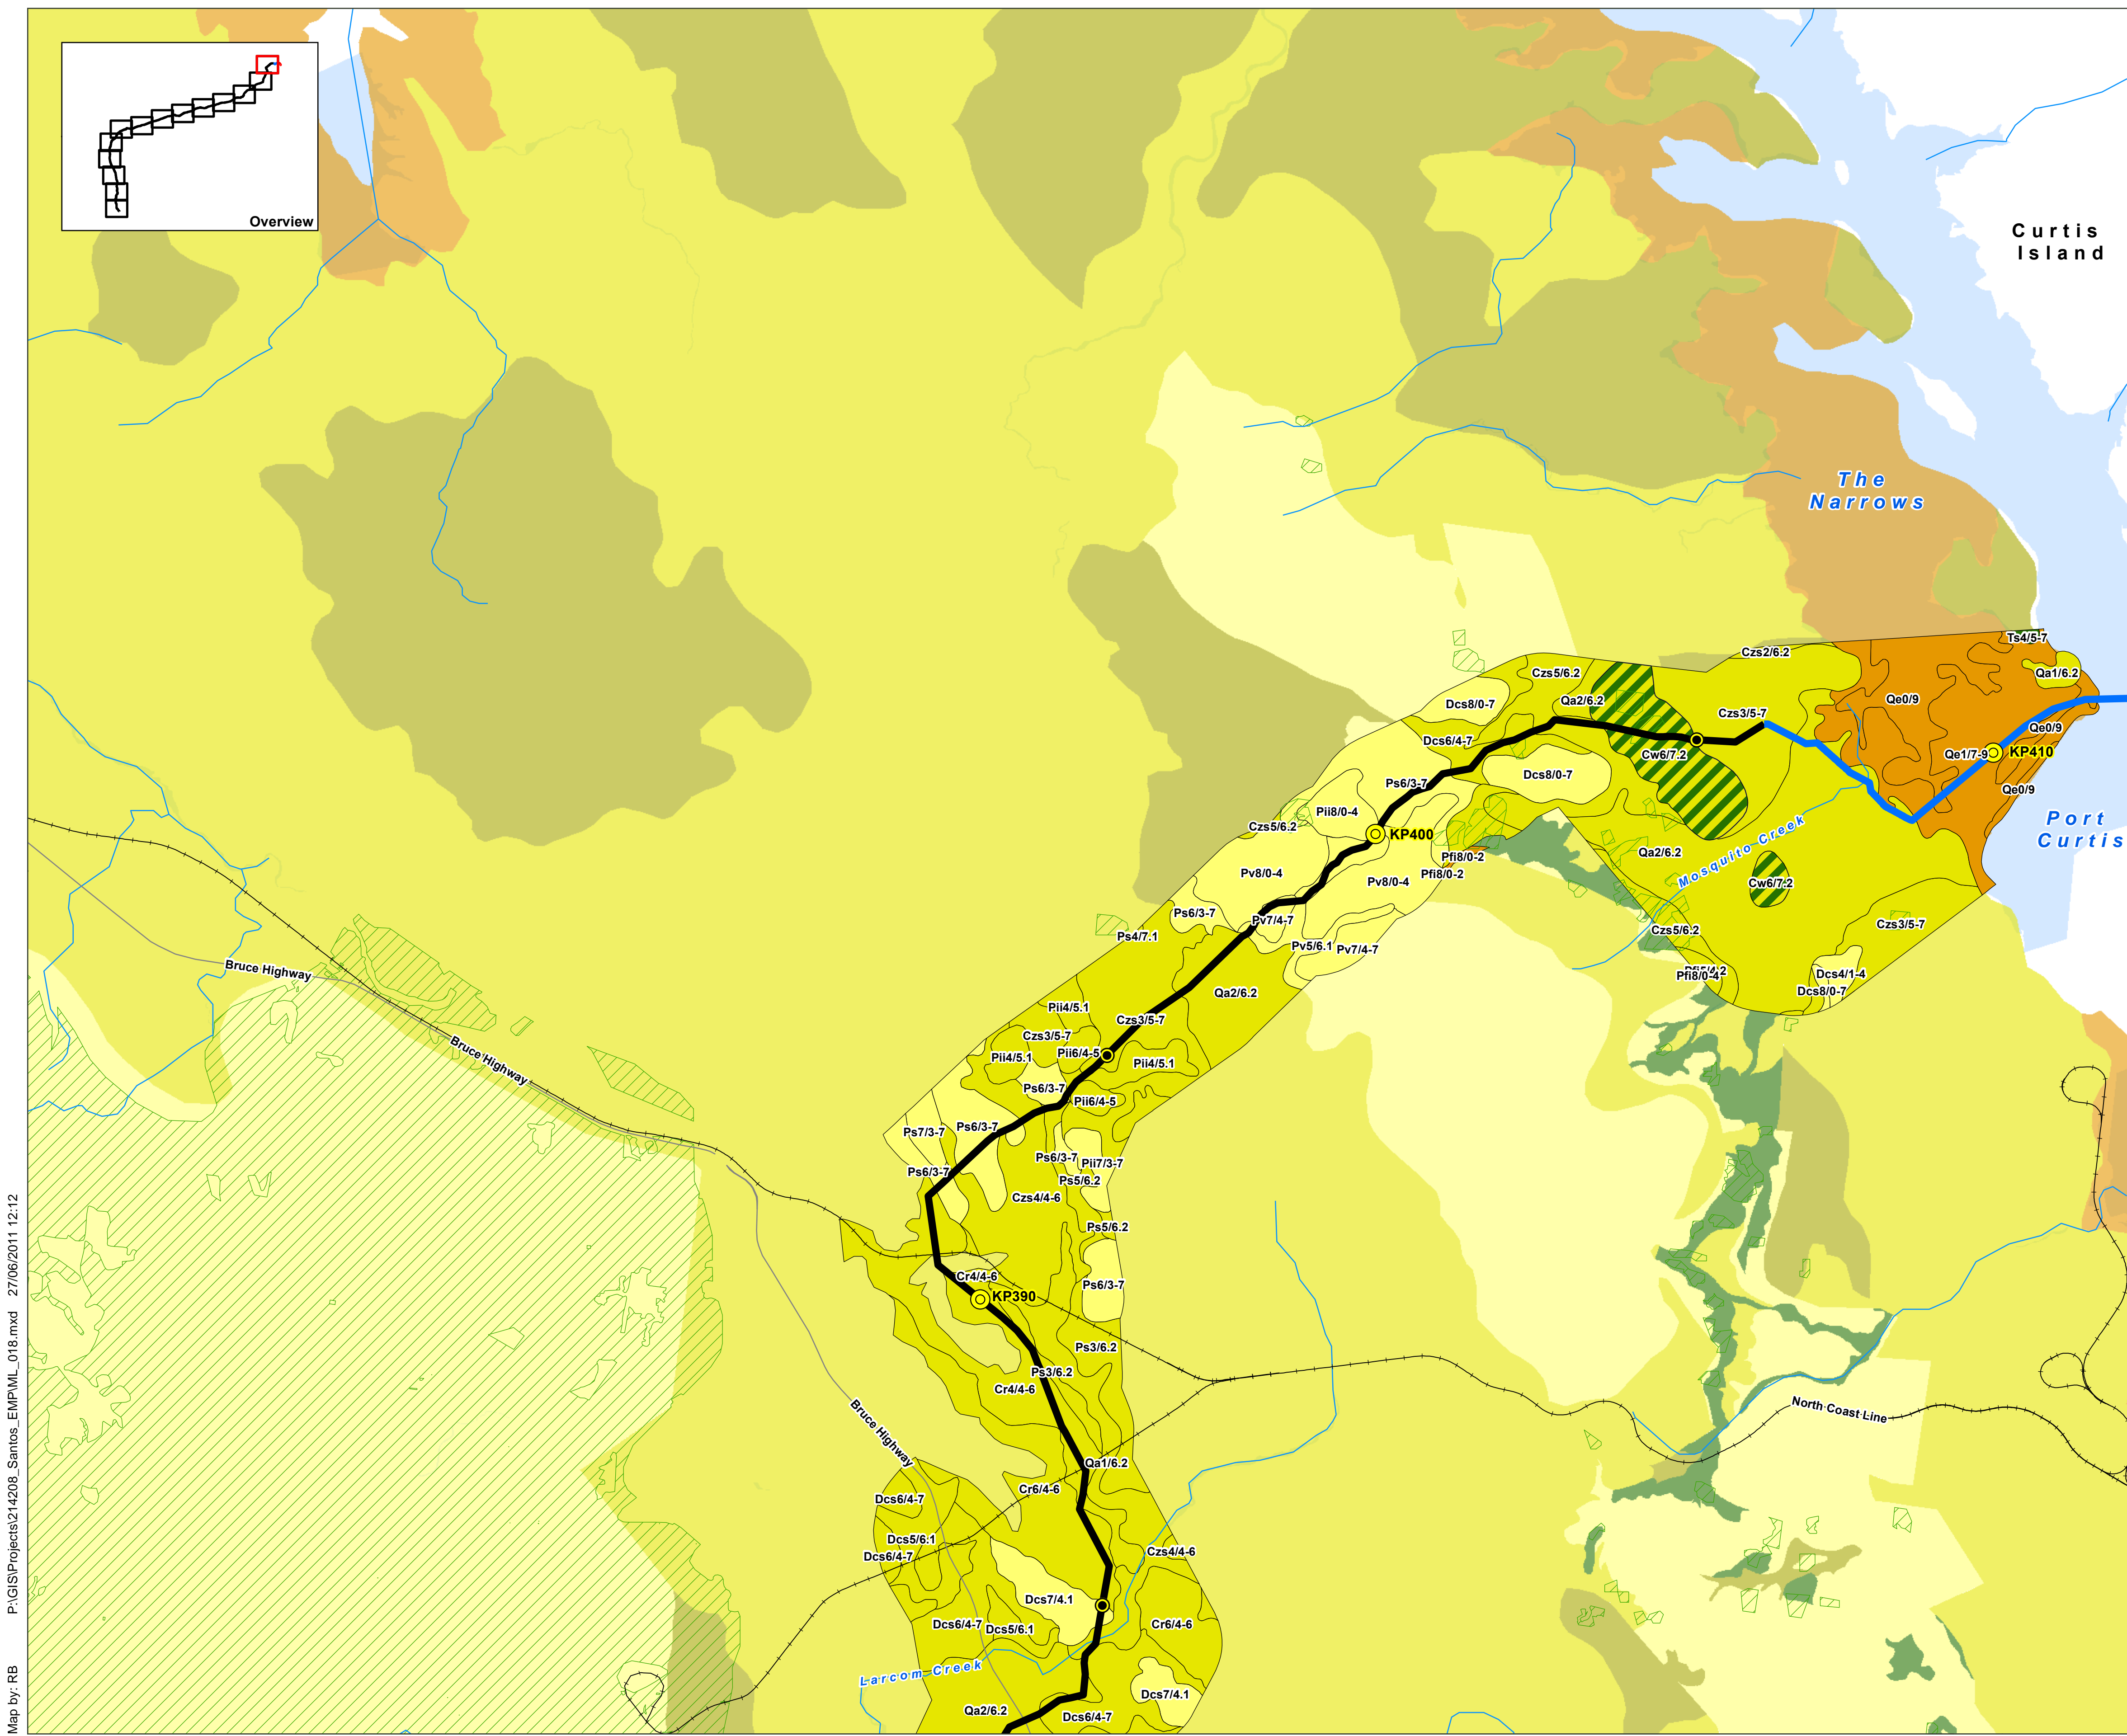 Overview
Curtis
Island
The
Narrows
Ts4/5-7
Czs2/6.2
Qa1/6.2
Czs5/6.2
Qa2/6.2
Qe0/9
Dcs8/0-7
Czs3/5-7
Qe0/9
Dcs6/4-7
Cw6/7.2
Qe1/7-9
KP410
Dcs8/0-7
Ps6/3-7
Qe0/9
Pii8/0-4
Czs5/6.2
KP400
Port
Curtis
Mosquito Creek
Qa2/6.2
Pfi8/0-2
Pfi8/0-2
Pv8/0-4
Pv8/0-4
Cw6/7.2
Ps6/3-7
Pv7/4-7
Czs3/5-7
Czs5/6.2
Ps4/7.1
Pv5/6.1
Pv7/4-7
Bruce Highway
Pfi8/0-4
Dcs4/1-4
Dcs8/0-7
Qa2/6.2
Pii4/5.1
Czs3/5-7
Czs3/5-7
Bruce Highway
Pii4/5.1
Pii6/4-5
Pii4/5.1
Ps6/3-7
Pii6/4-5
Ps7/3-7
Ps6/3-7
Ps6/3-7
Pii7/3-7
Ps6/3-7
Ps5/6.2
Czs4/4-6
Ps5/6.2
Cr4/4-6
Ps6/3-7
KP390
Ps3/6.2
Ps3/6.2
Cr4/4-6
Bruce Highway
North Coast Line
Qa1/6.2
Cr6/4-6
Dcs6/4-7
Dcs5/6.1
Dcs6/4-7
Czs4/4-6
Dcs7/4.1
Dcs6/4-7
Dcs5/6.1
Cr6/4-6
Larcom Creek
Dcs7/4.1
Qa2/6.2
Dcs6/4-7
Map by: RB P:\GIS\Projects\214208_Santos_EMP\ML_018.mxd 27/06/2011 12:12